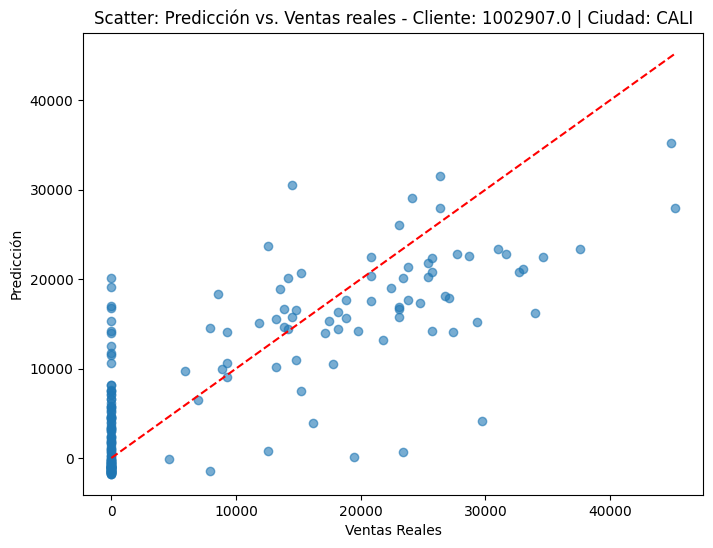 Scatter: Predicción vs. Ventas reales - Cliente: 1002907.0 | Ciudad: CALI
40000
30000
20000
10000
0
Predicción
0 10000 20000 30000 40000
Ventas Reales